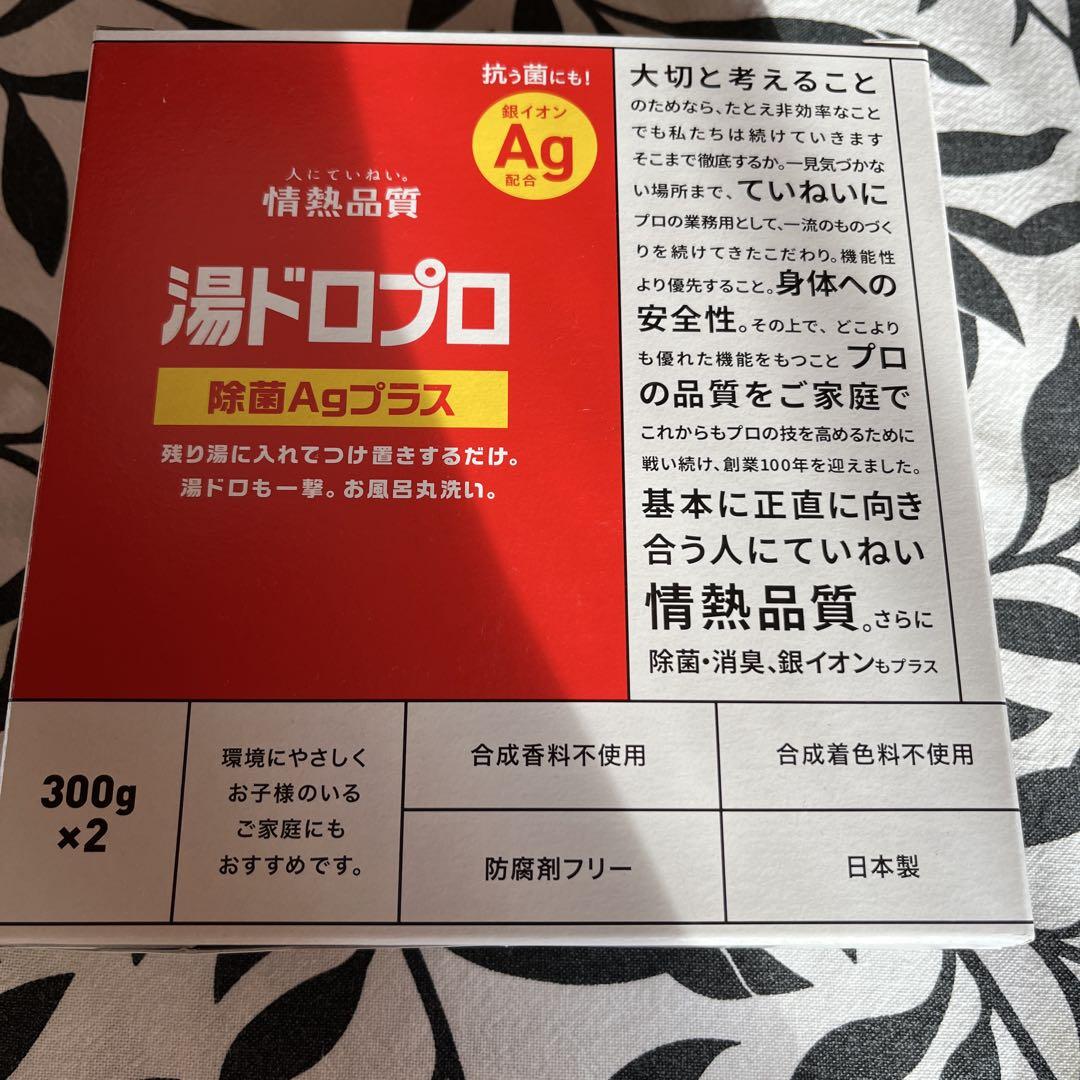 抗う菌にも!
銀イオン
Ag
配合
人にていねい。
情熱品質
湯ドロプロ
除菌Agプラス
残り湯に入れてつけ置きするだけ。
湯ドロも一撃。お風呂丸洗い。
大切と考えること
のためなら、たとえ非効率なこと
でも私たちは続けていきます
そこまで徹底するか。一見気づかな
い場所まで、ていねいに
プロの業務用として、一流のものづく
りを続けてきたこだわり。機能性
より優先すること。身体への
安全性。その上で、どこより
も優れた機能をもつこと プロ
の品質をご家庭で
これからもプロの技を高めるために
戦い続け、創業100年を迎えました。
基本に正直に向き
合う人にていねい
情熱品質。さらに
除菌・消臭、銀イオンもプラス
300g
×2
環境にやさしく
お子様のいる
ご家庭にも
おすすめです。
合成香料不使用
合成着色料不使用
防腐剤フリー
日本製